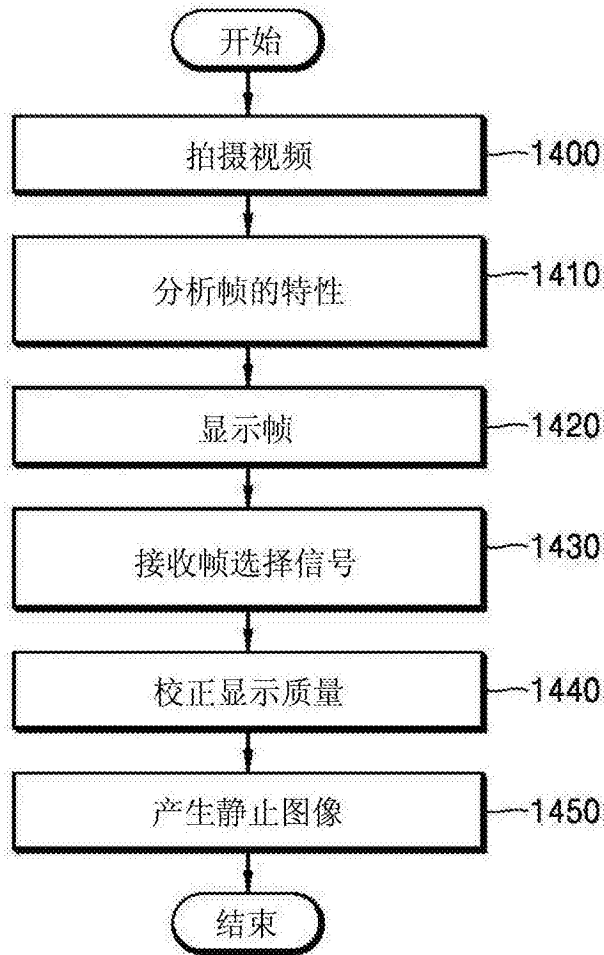 开始
拍摄视频
1400
分析帧的特性
1410
显示帧
1420
接收帧选择信号
1430
校正显示质量
1440
产生静止图像
1450
结束